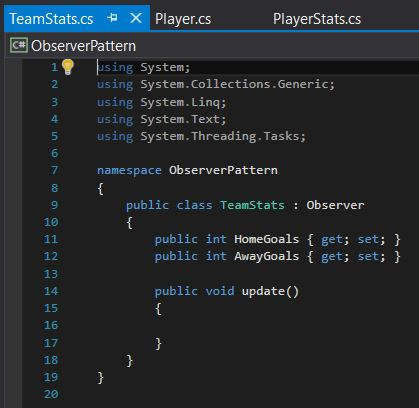 TeamStats.cs Player.cs PlayerStats.cs
C# ObserverPattern
1 using System;
2 using System.Collections.Generic;
3 using System.Linq;
4 using System.Text;
5 using System.Threading.Tasks;
6
7 namespace ObserverPattern
8 {
9 public class TeamStats : Observer
10 {
11 public int HomeGoals { get; set; }
12 public int AwayGoals { get; set; }
13
14 public void update()
15 {
16
17 }
18 }
19 }
20